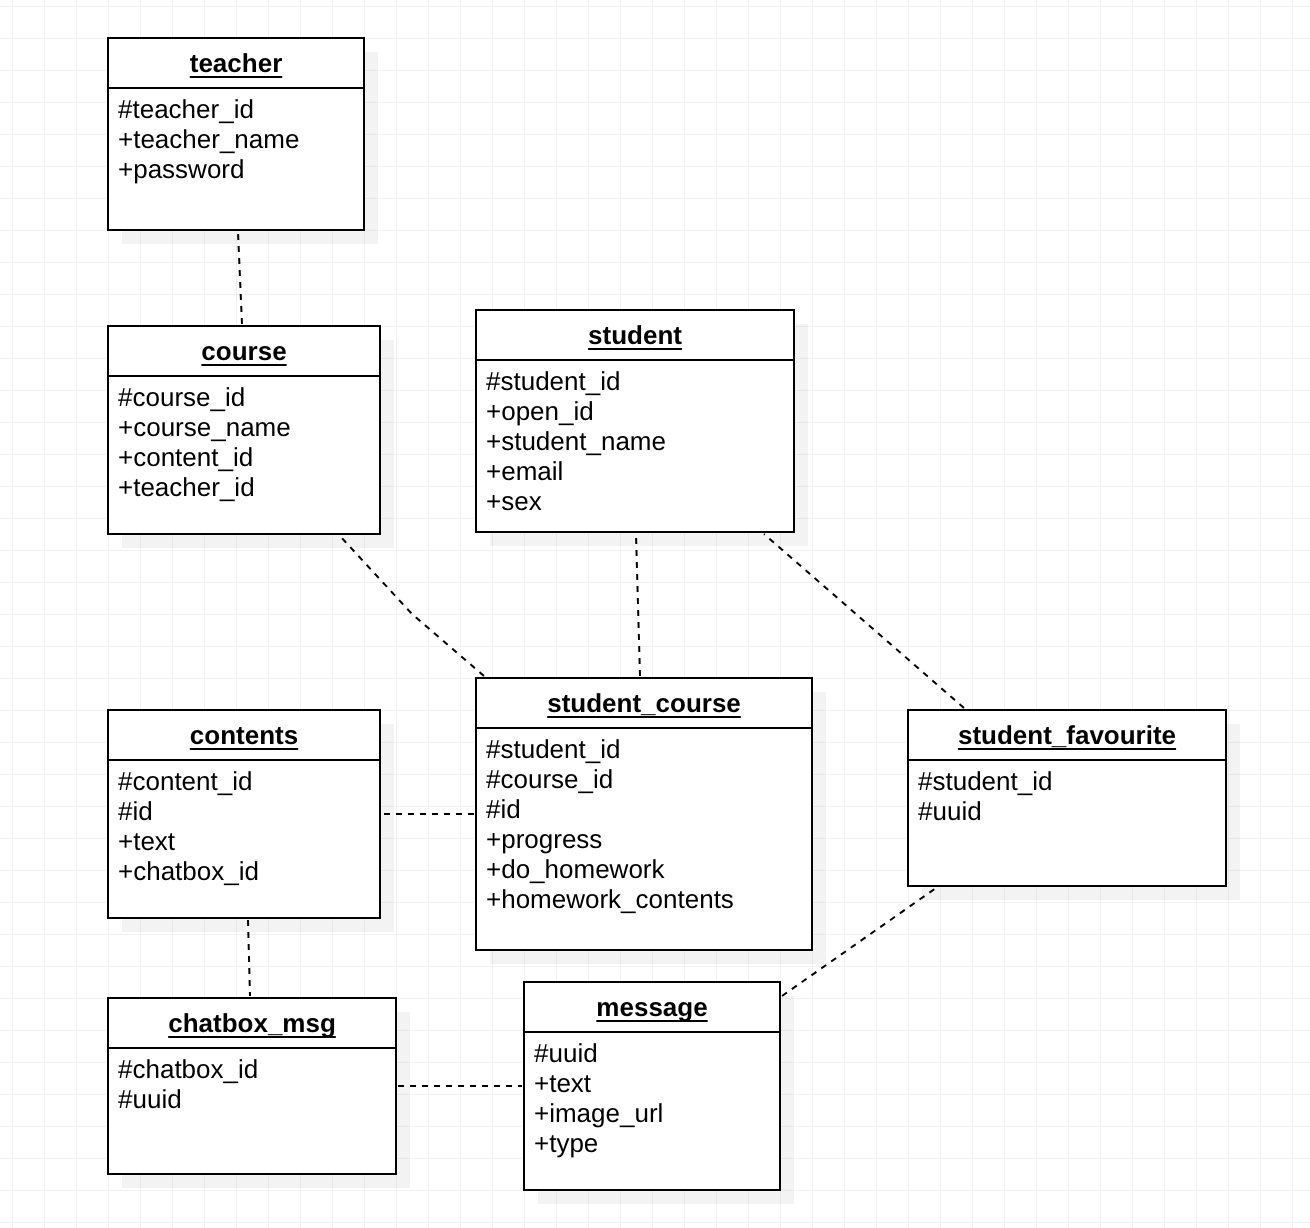 teacher
#teacher_id
+teacher_name
+password
course
#course_id
+course_name
+content_id
+teacher_id
student
#student_id
+open_id
+student_name
+email
+sex
contents
#content_id
#id
+text
+chatbox_id
student_course
#student_id
#course_id
#id
+progress
+do_homework
+homework_contents
student_favourite
#student_id
#uuid
chatbox_msg
#chatbox_id
#uuid
message
#uuid
+text
+image_url
+type